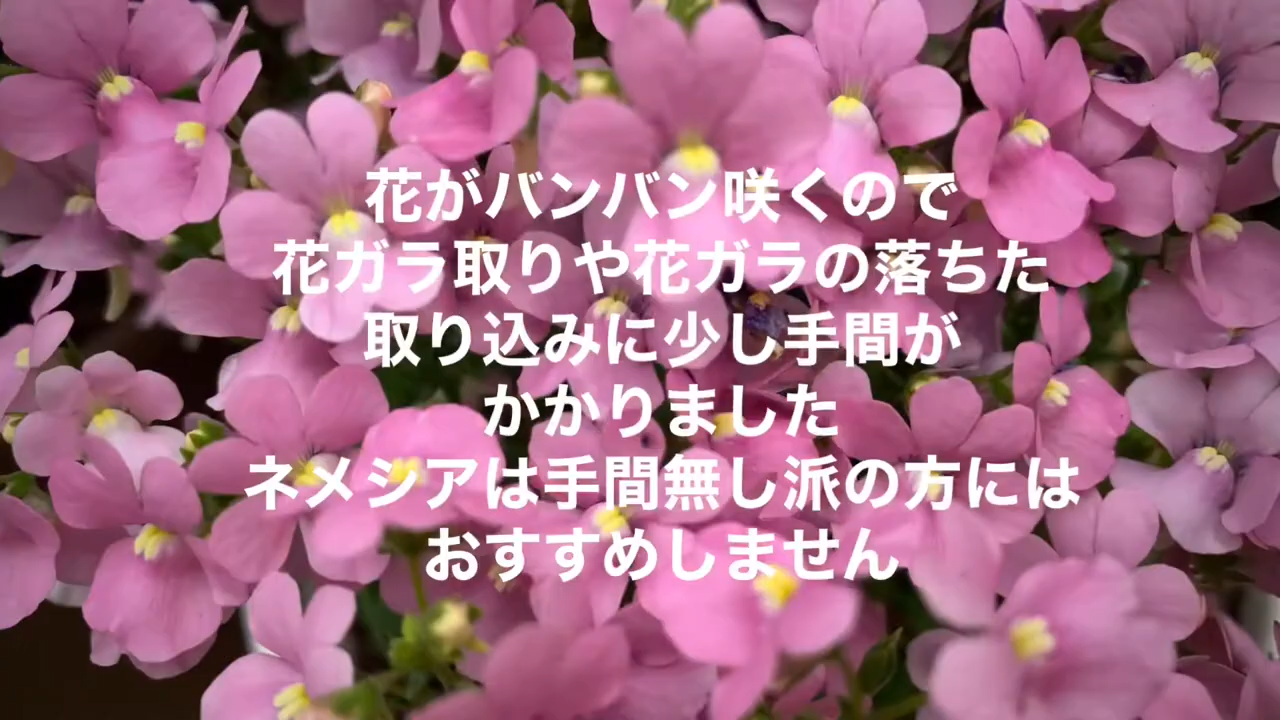 花がバンバン咲くので
花ガラ取りや花ガラの落ちた
取り込みに少し手間が
かかりました
ネメシアは手間無し派の方には
おすすめしません